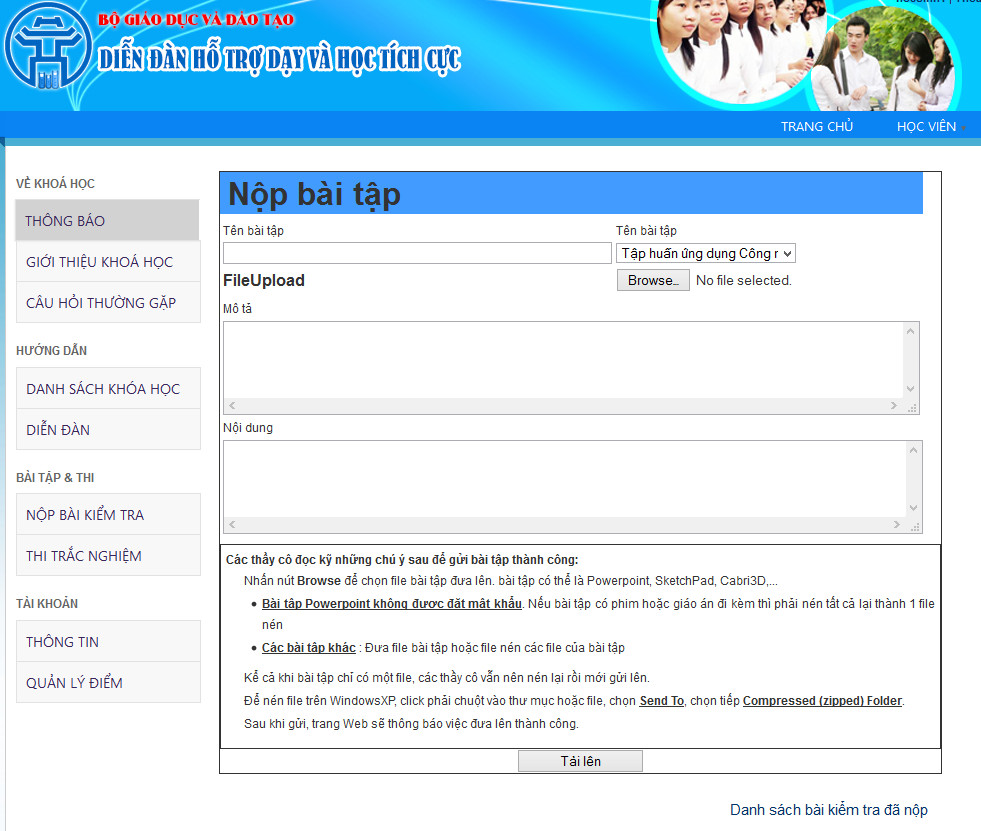 BỘ GIÁO DỤC VÀ ĐÀO TẠO
DIỄN ĐÀN HỖ TRỢ DẠY VÀ HỌC TÍCH CỰC
TRANG CHỦ HỌC VIÊN
VỀ KHOÁ HỌC
THÔNG BÁO
GIỚI THIỆU KHOÁ HỌC
CÂU HỎI THƯỜNG GẶP
HƯỚNG DẪN
DANH SÁCH KHÓA HỌC
DIỄN ĐÀN
BÀI TẬP & THI
NỘP BÀI KIỂM TRA
THI TRẮC NGHIỆM
TÀI KHOẢN
THÔNG TIN
QUẢN LÝ ĐIỂM
Nộp bài tập
Tên bài tập Tên bài tập
Tập huấn ứng dụng Công r
FileUpload Browse... No file selected.
Mô tả
Nội dung
Các thầy cô đọc kỹ những chú ý sau để gửi bài tập thành công:
Nhấn nút Browse để chọn file bài tập đưa lên. bài tập có thể là Powerpoint, SketchPad, Cabri3D,...
• Bài tập Powerpoint không được đặt mật khẩu. Nếu bài tập có phim hoặc giáo án đi kèm thì phải nén tất cả lại thành 1 file
nén
• Các bài tập khác : Đưa file bài tập hoặc file nén các file của bài tập
Kể cả khi bài tập chỉ có một file, các thầy cô vẫn nên nén lại rồi mới gửi lên.
Để nén file trên WindowsXP, click phải chuột vào thư mục hoặc file, chọn Send To, chọn tiếp Compressed (zipped) Folder.
Sau khi gửi, trang Web sẽ thông báo việc đưa lên thành công.
Tải lên
Danh sách bài kiểm tra đã nộp